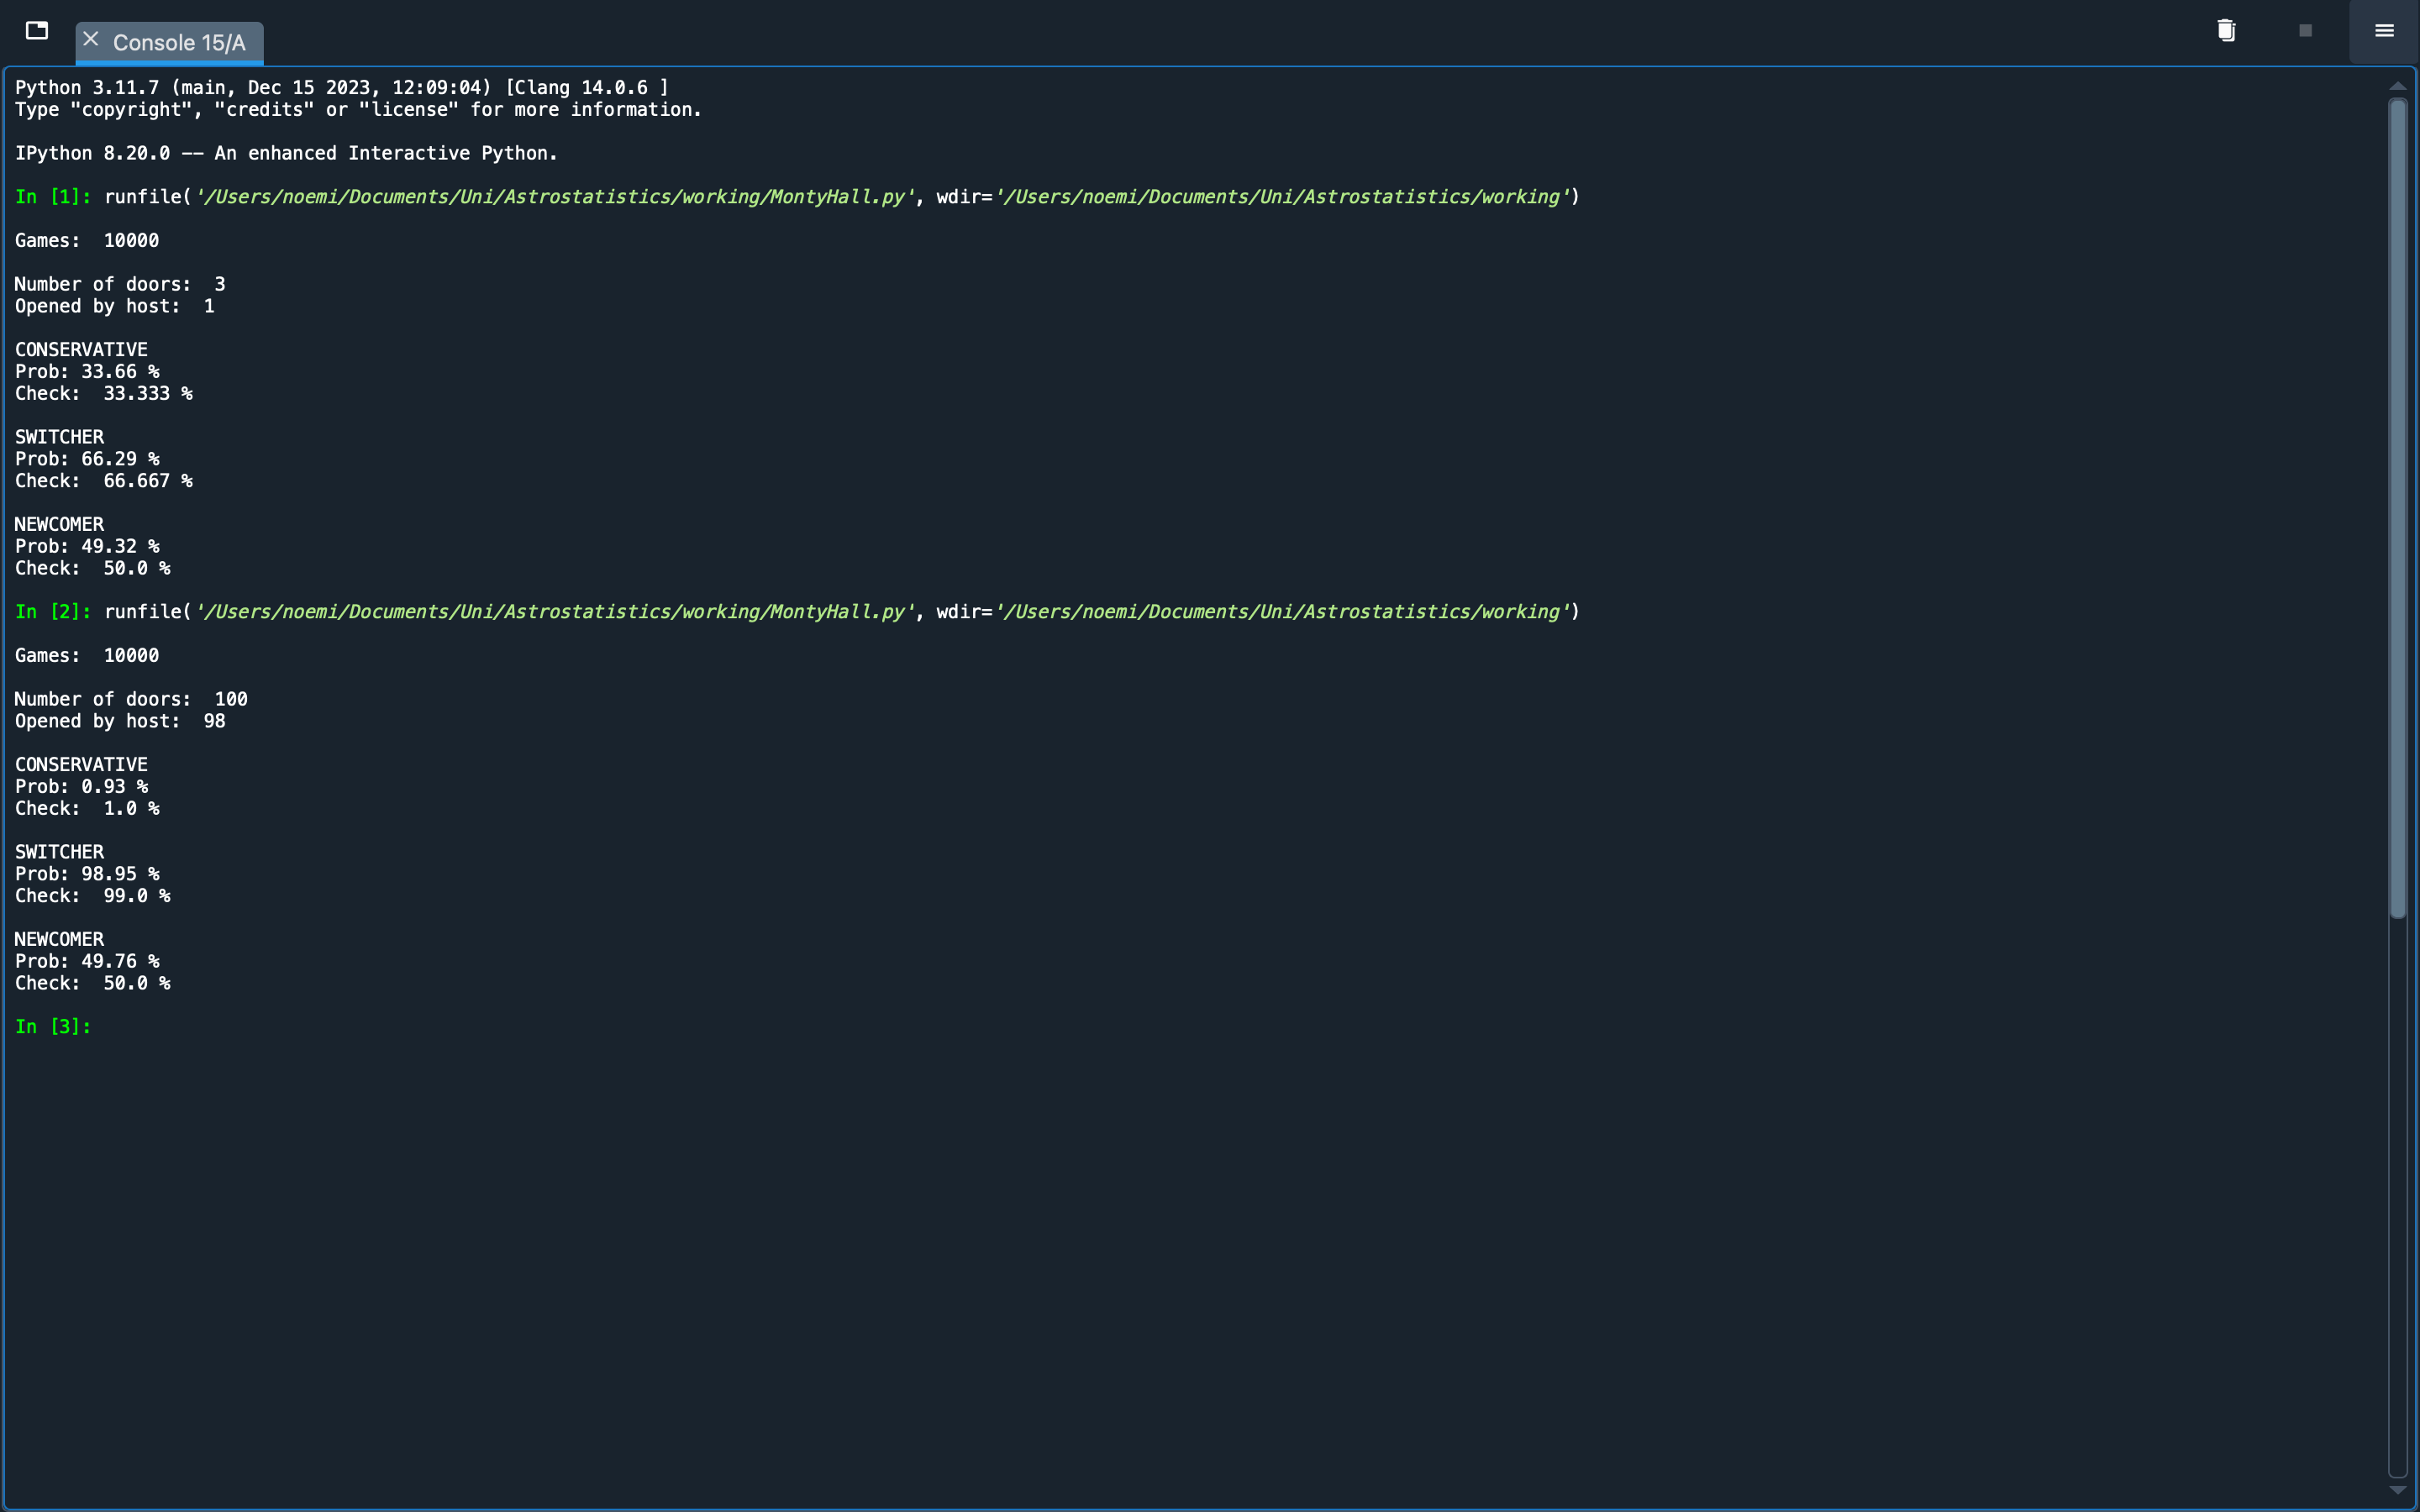 Console 15/A
Python 3.11.7 (main, Dec 15 2023, 12:09:04) [Clang 14.0.6 ]
Type "copyright", "credits" or "license" for more information.
IPython 8.20.0 -- An enhanced Interactive Python.
In [1]: runfile('/Users/noemi/Documents/Uni/Astrostatistics/working/MontyHall.py', wdir='/Users/noemi/Documents/Uni/Astrostatistics/working')
Games:  10000
Number of doors:  3
Opened by host:  1
CONSERVATIVE
Prob: 33.66 %
Check:  33.333 %
SWITCHER
Prob: 66.29 %
Check:  66.667 %
NEWCOMER
Prob: 49.32 %
Check:  50.0 %
In [2]: runfile('/Users/noemi/Documents/Uni/Astrostatistics/working/MontyHall.py', wdir='/Users/noemi/Documents/Uni/Astrostatistics/working')
Games:  10000
Number of doors:  100
Opened by host:  98
CONSERVATIVE
Prob: 0.93 %
Check:  1.0 %
SWITCHER
Prob: 98.95 %
Check:  99.0 %
NEWCOMER
Prob: 49.76 %
Check:  50.0 %
In [3]: